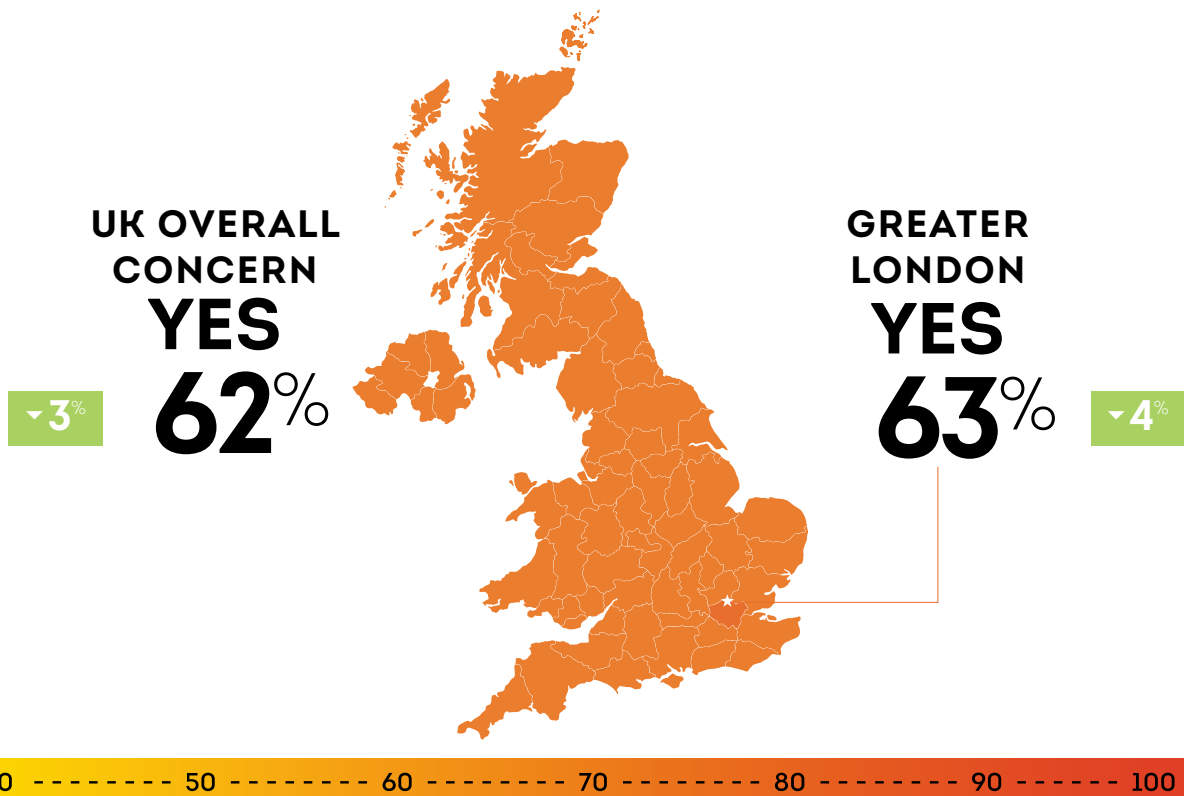 UK OVERALL
CONCERN
YES
62%
▼3%
GREATER
LONDON
YES
63%
▼4%
0 - - - - - - - - 50 - - - - - - - - 60 - - - - - - - - 70 - - - - - - - - 80 - - - - - - - - 90 - - - - - - - - 100